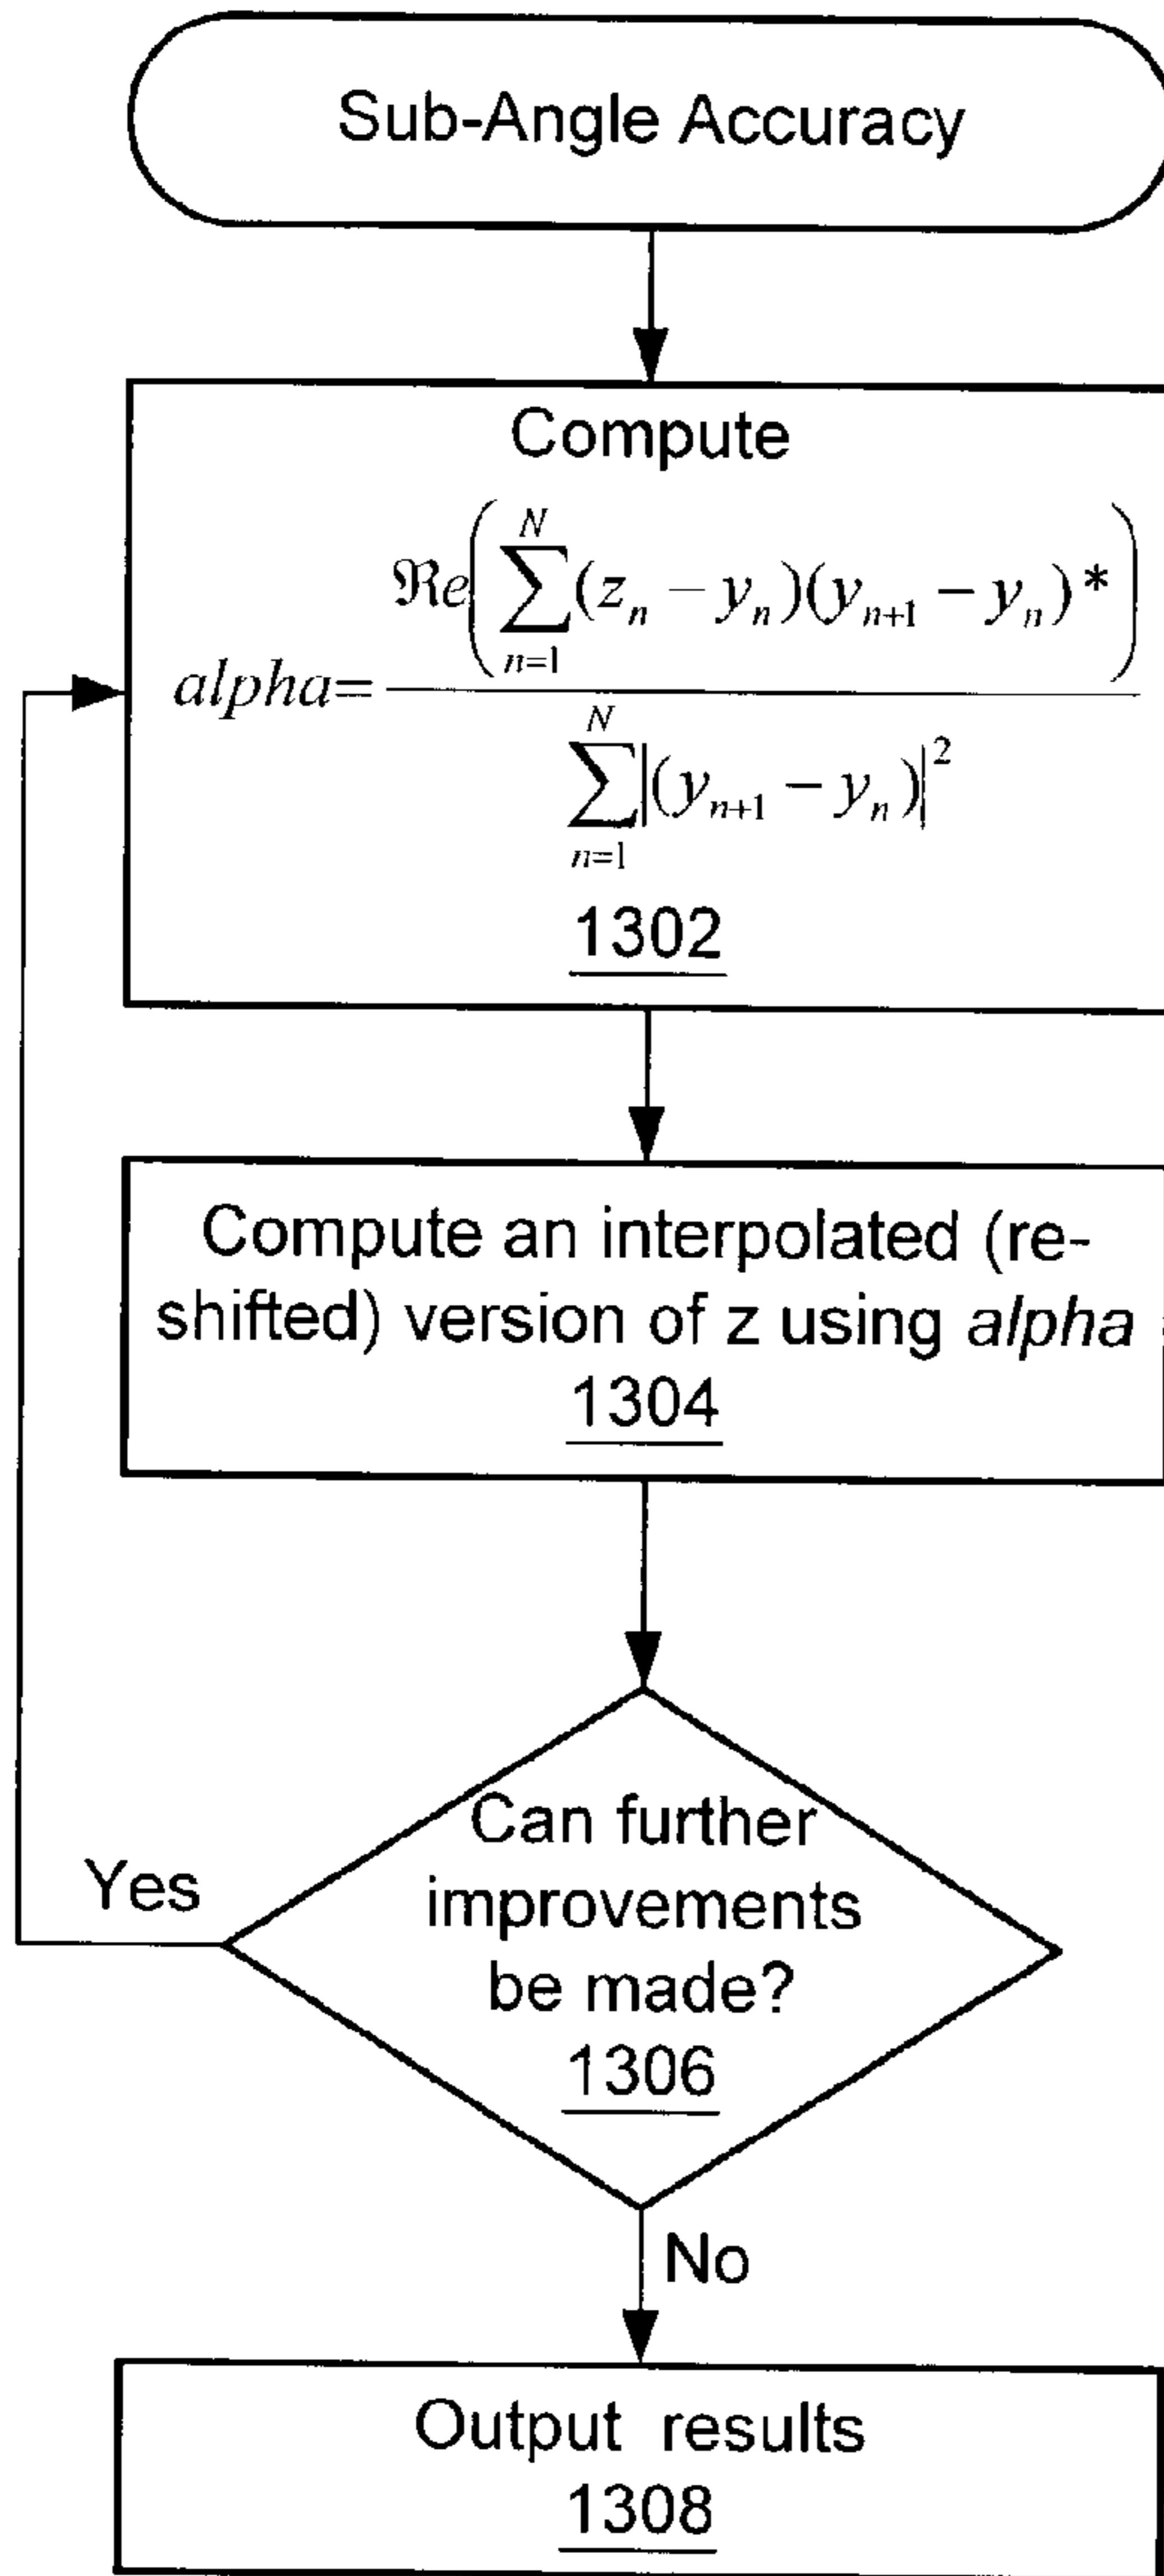 Sub-Angle Accuracy
Compute
alpha= ℜe(∑_{n=1}^{N}(z_n − y_n)(y_{n+1} − y_n)*) / ∑_{n=1}^{N}|(y_{n+1} − y_n)|^2
1302
Compute an interpolated (re-
shifted) version of z using alpha
1304
Can further
improvements
be made?
1306
Yes
No
Output results
1308